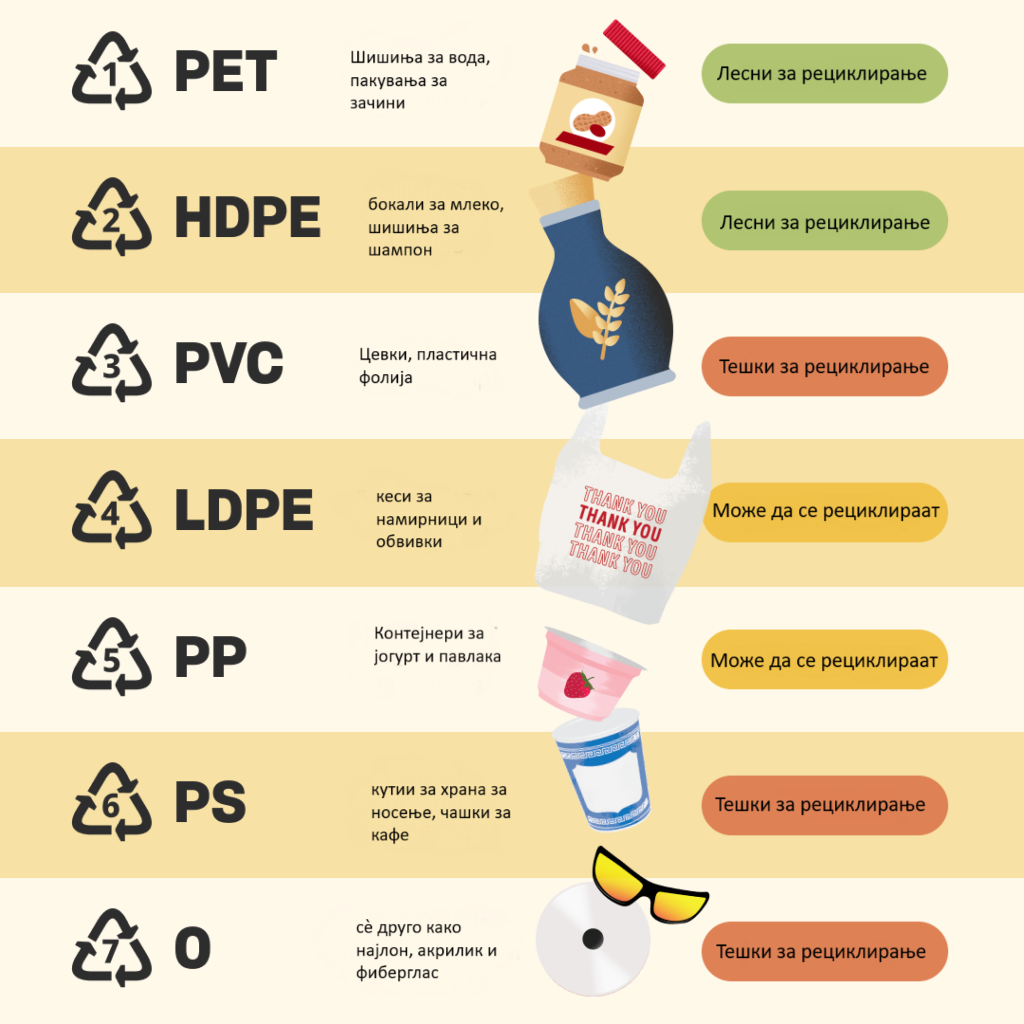 1
PET
Шишиња за вода,
пакувања за
зачини
Лесни за рециклирање
2
HDPE
бокали за млеко,
шишиња за
шампон
Лесни за рециклирање
3
PVC
Цевки, пластична
фолија
Тешки за рециклирање
4
LDPE
кеси за
намирници и
обвивки
THANK YOU
THANK YOU
THANK YOU
THANK YOU
Може да се рециклираат
5
PP
Контејнери за
јогурт и павлака
Може да се рециклираат
6
PS
кутии за храна за
носење, чашки за
кафе
Тешки за рециклирање
7
O
сѐ друго како
најлон, акрилик и
фиберглас
Тешки за рециклирање